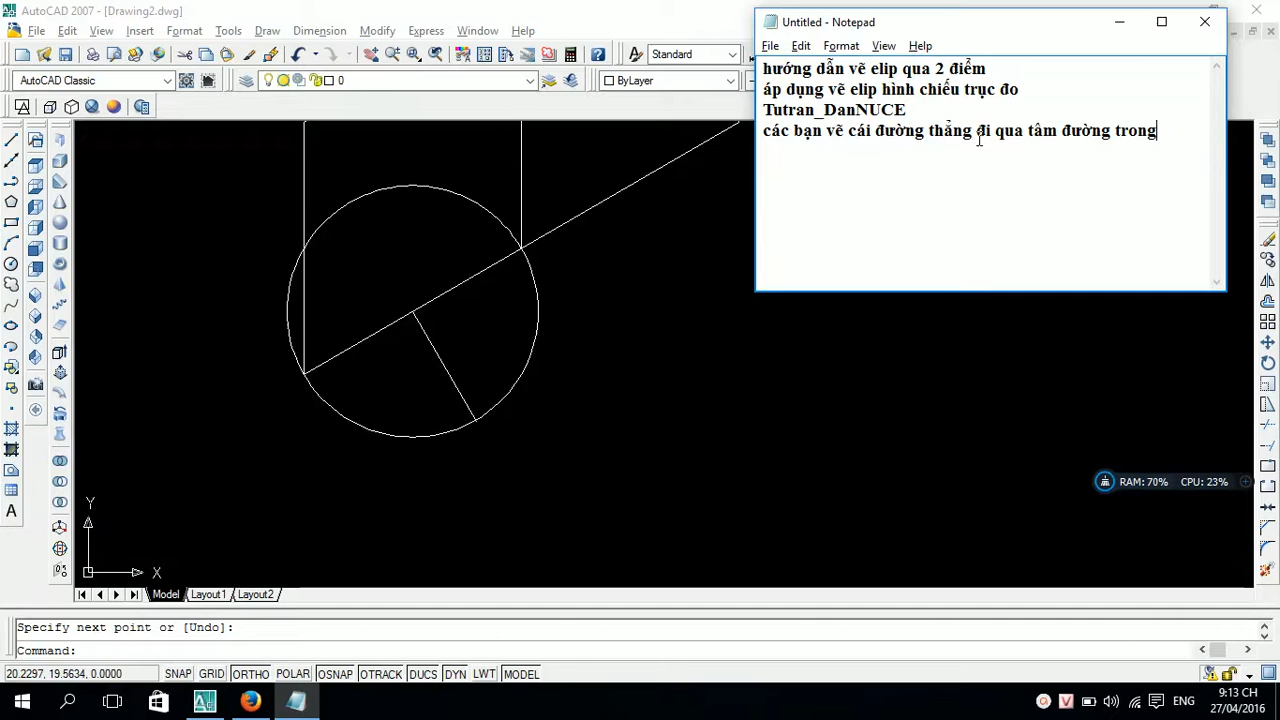 AutoCAD 2007 - [Drawing2.dwg]
File Edit View Insert Format Tools Draw Dimension Modify Express Window Help
Standard
AutoCAD Classic
0
ByLayer
Untitled - Notepad
File Edit Format View Help
hướng dẫn vẽ elip qua 2 điểm
áp dụng vẽ elip hình chiếu trục đo
Tutran_DanNUCE
các bạn vẽ cái đường thẳng đi qua tâm đường trong
RAM: 70% CPU: 23%
Y
X
Model Layout1 Layout2
Specify next point or [Undo]:
Command:
20.2297, 19.5634, 0.0000 SNAP GRID ORTHO POLAR OSNAP OTRACK DUCS DYN LWT MODEL
ENG
9:13 CH
27/04/2016